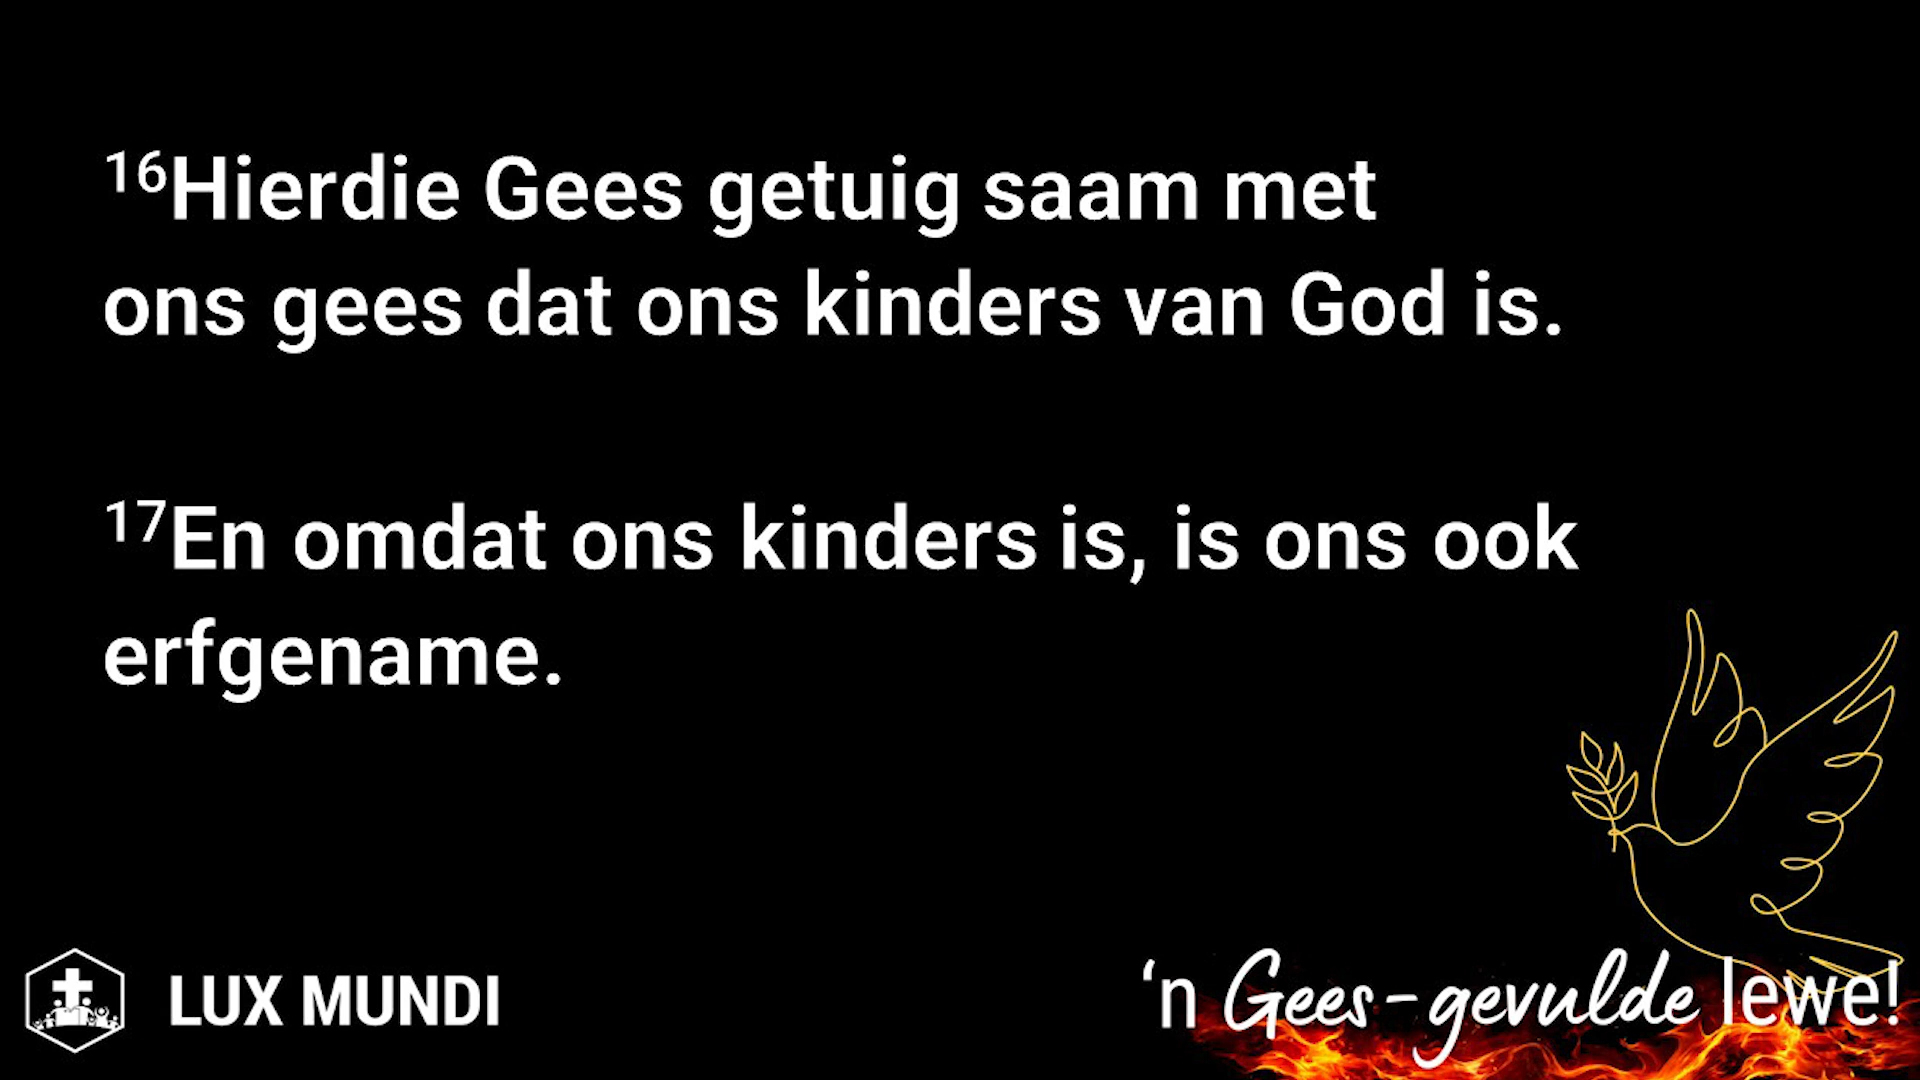 ¹⁶Hierdie Gees getuig saam met
ons gees dat ons kinders van God is.
¹⁷En omdat ons kinders is, is ons ook
erfgename.
LUX MUNDI
‘n Gees-gevulde lewe!